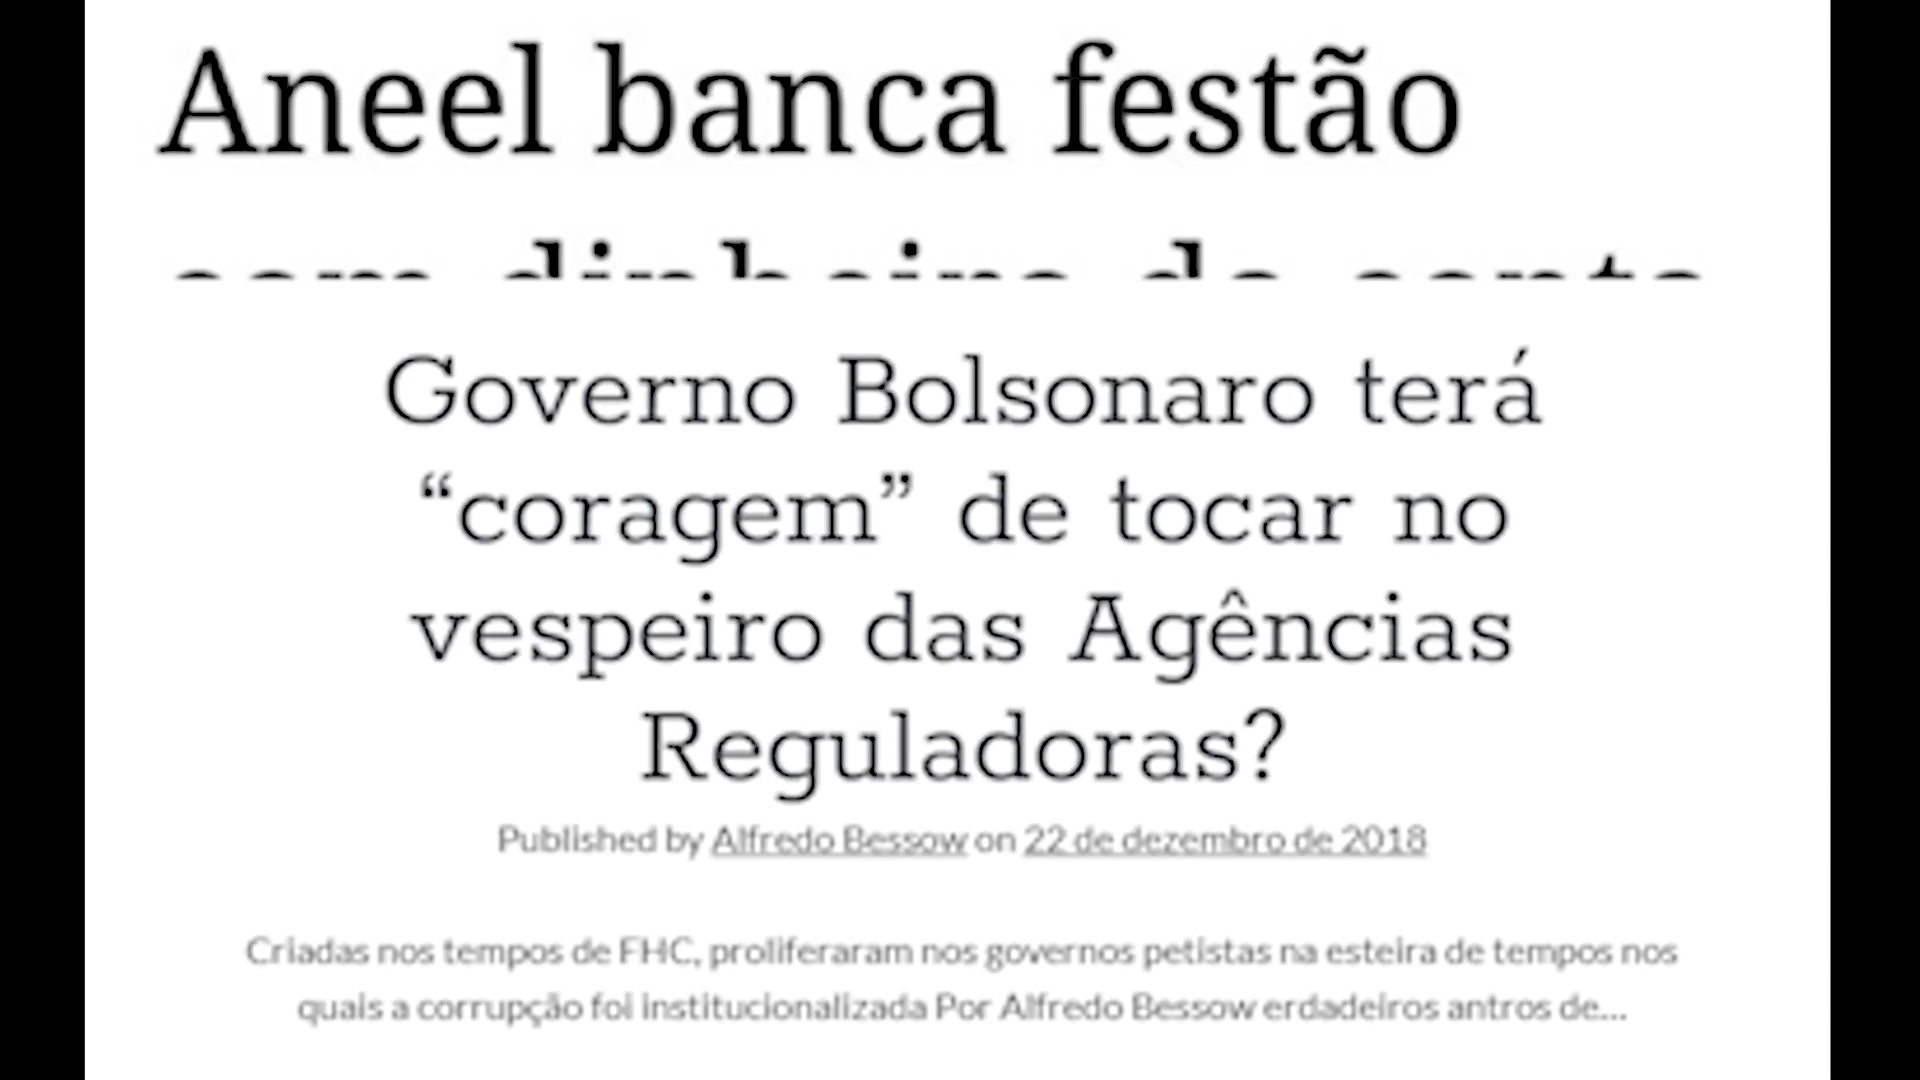 Aneel banca festão
Governo Bolsonaro terá
“coragem” de tocar no
vespeiro das Agências
Reguladoras?
Published by Alfredo Bessow on 22 de dezembro de 2018
Criadas nos tempos de FHC, proliferaram nos governos petistas na esteira de tempos nos
quais a corrupção foi institucionalizada Por Alfredo Bessow erdadeiros antros de...